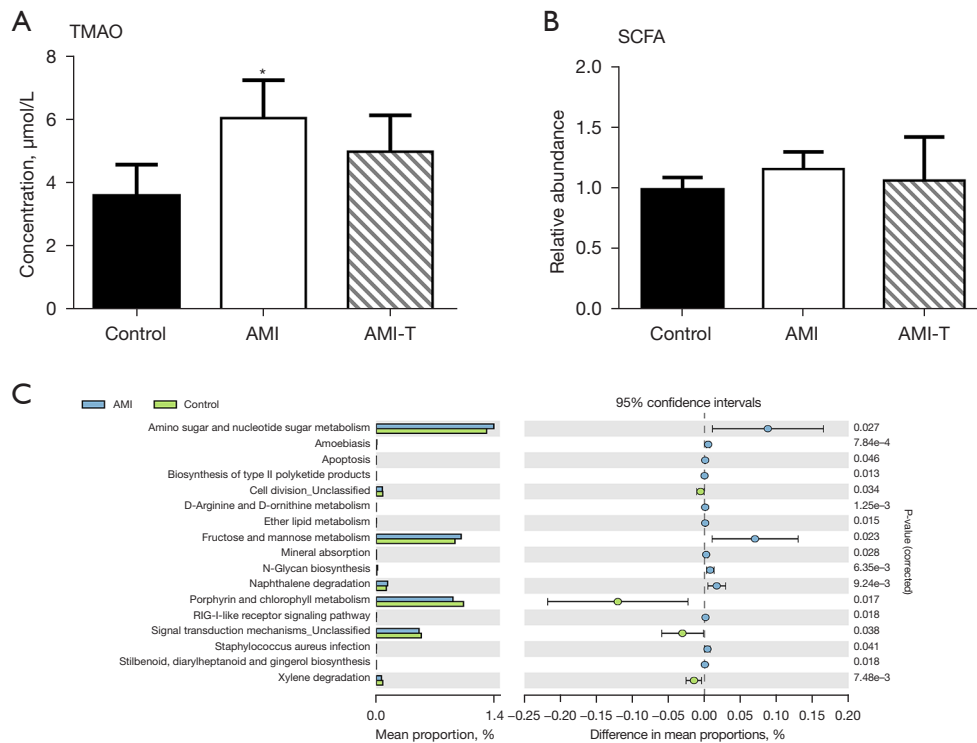 A
TMAO
Concentration, μmol/L
8
6
4
2
0
*
Control
AMI
AMI-T
B
SCFA
Relative abundance
2.0
1.5
1.0
0.5
0.0
Control
AMI
AMI-T
C
AMI
Control
95% confidence intervals
Amino sugar and nucleotide sugar metabolism
0.027
Amoebiasis
7.84e−4
Apoptosis
0.046
Biosynthesis of type II polyketide products
0.013
Cell division_Unclassified
0.034
D-Arginine and D-ornithine metabolism
1.25e−3
Ether lipid metabolism
0.015
Fructose and mannose metabolism
0.023
Mineral absorption
0.028
N-Glycan biosynthesis
6.35e−3
Naphthalene degradation
9.24e−3
Porphyrin and chlorophyll metabolism
0.017
RIG-I-like receptor signaling pathway
0.018
Signal transduction mechanisms_Unclassified
0.038
Staphylococcus aureus infection
0.041
Stilbenoid, diarylheptanoid and gingerol biosynthesis
0.018
Xylene degradation
7.48e−3
P-value (corrected)
0.0 1.4
−0.25 −0.20 −0.15 −0.10 −0.05 0.00 0.05 0.10 0.15 0.20
Mean proportion, %
Difference in mean proportions, %